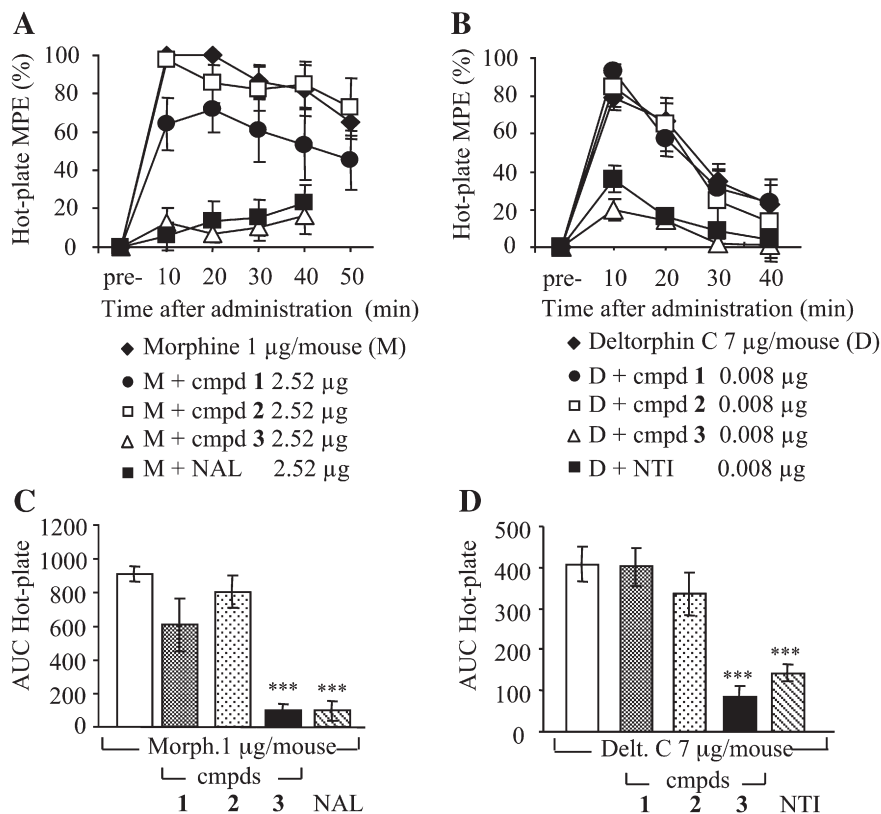 A
Hot-plate MPE (%)
100
80
60
40
20
0
pre- 10 20 30 40 50
Time after administration (min)
Morphine 1 µg/mouse (M)
M + cmpd 1 2.52 µg
M + cmpd 2 2.52 µg
M + cmpd 3 2.52 µg
M + NAL 2.52 µg
B
Hot-plate MPE (%)
100
80
60
40
20
0
pre- 10 20 30 40
Time after administration (min)
Deltorphin C 7 µg/mouse (D)
D + cmpd 1 0.008 µg
D + cmpd 2 0.008 µg
D + cmpd 3 0.008 µg
D + NTI 0.008 µg
C
AUC Hot-plate
1200
1000
800
600
400
200
0
*** ***
Morph.1 µg/mouse
cmpds
1 2 3 NAL
D
AUC Hot-plate
500
400
300
200
100
0
*** ***
Delt. C 7 µg/mouse
cmpds
1 2 3 NTI